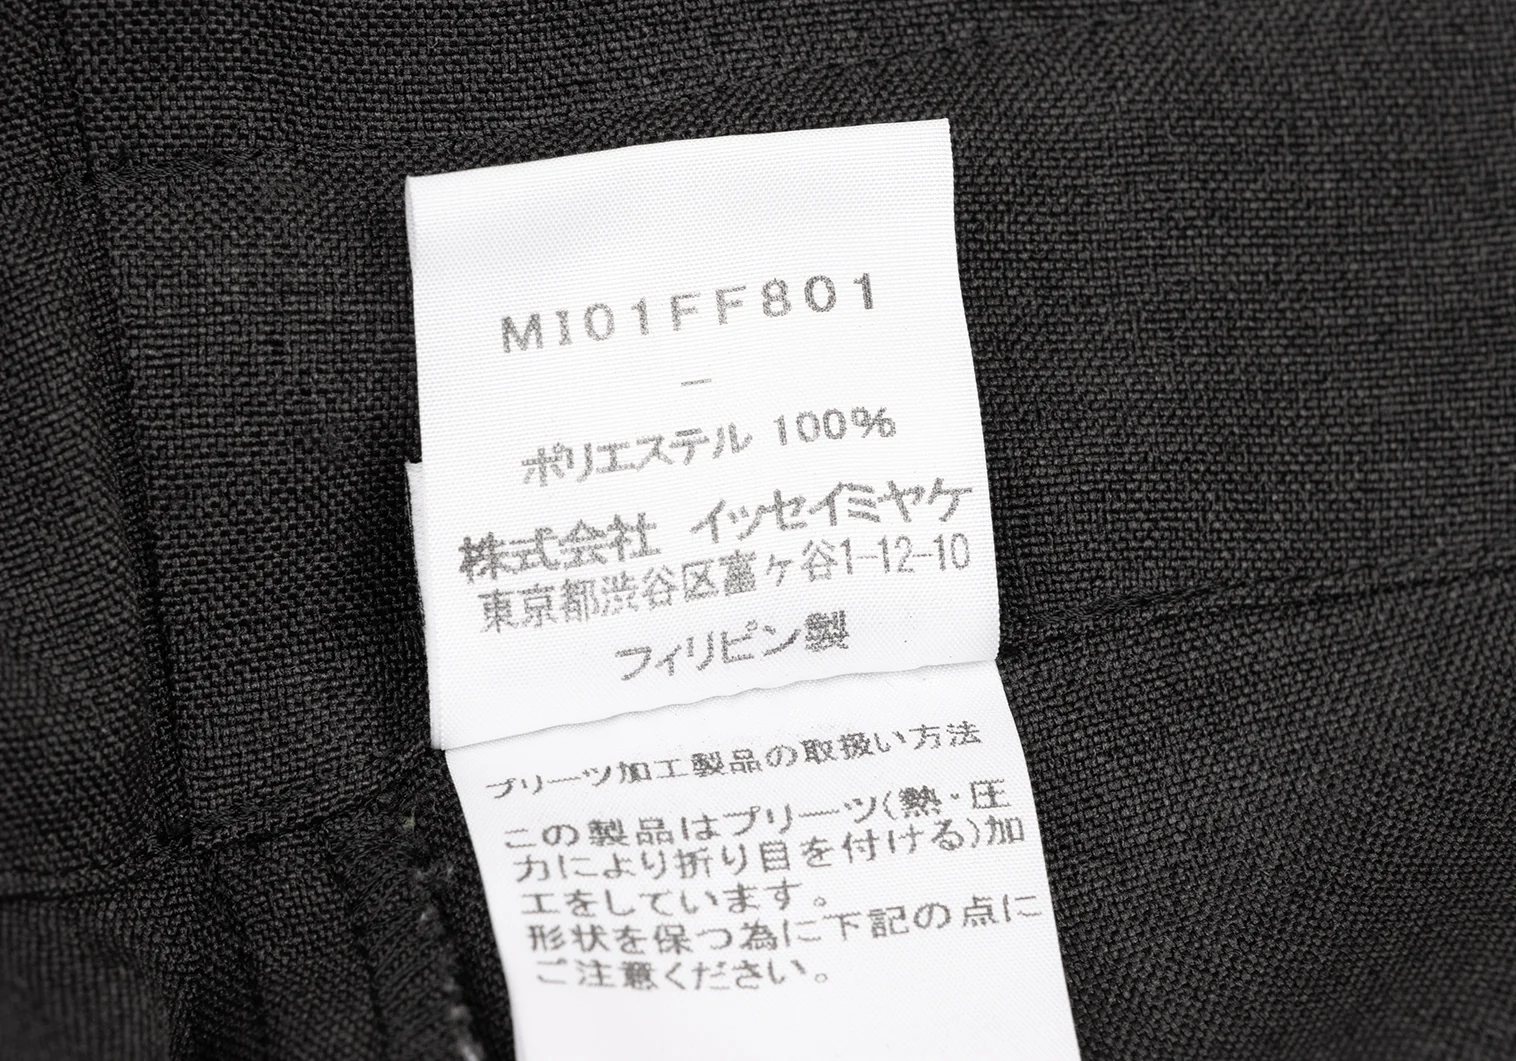 MI01FF801
―
ポリエステル 100%
株式会社 イッセイミヤケ
東京都渋谷区富ヶ谷1-12-10
フィリピン製
プリーツ加工製品の取扱い方法
この製品はプリーツ(熱・圧
力により折り目を付ける)加
工をしています。
形状を保つ為に下記の点に
ご注意ください。